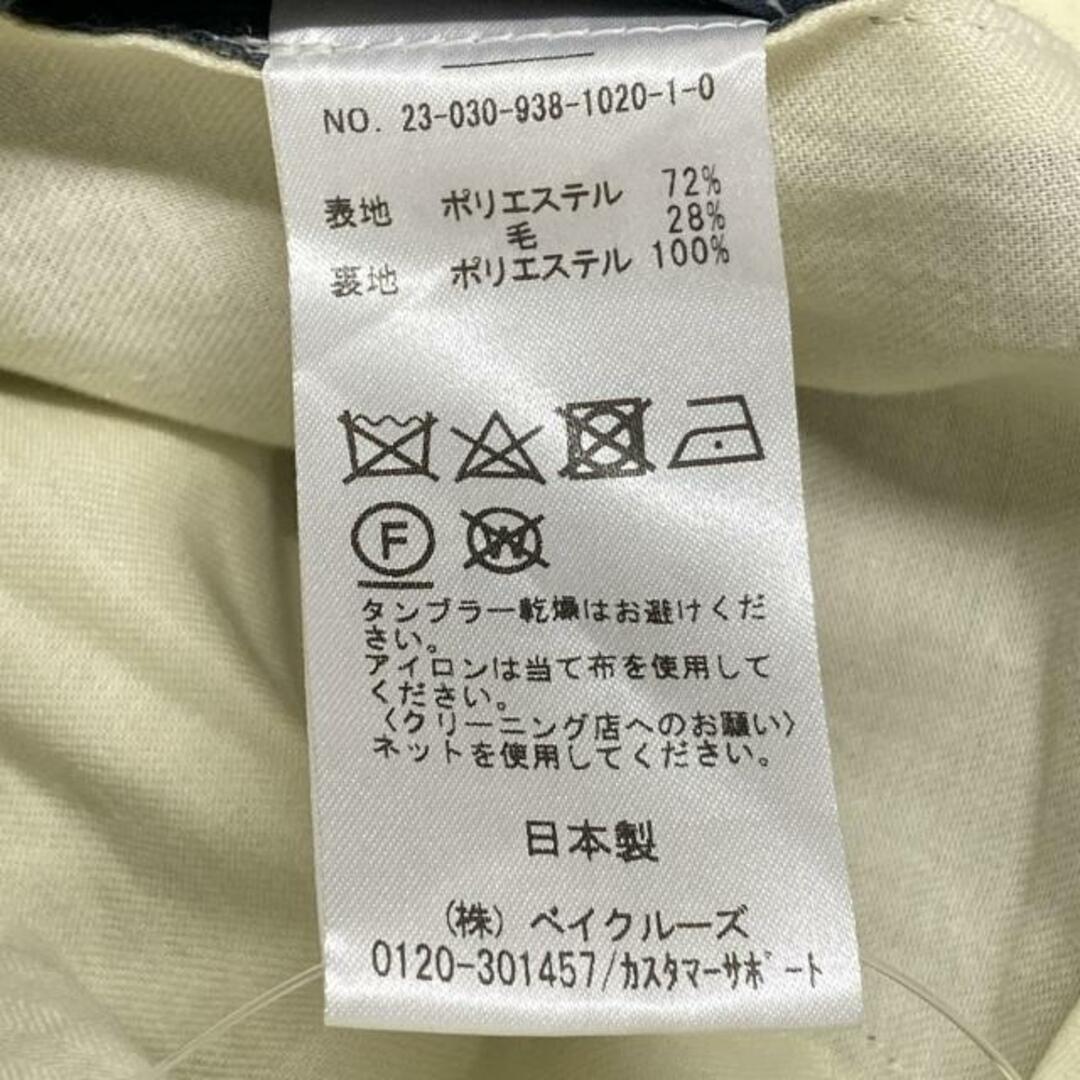 NO. 23-030-938-1020-1-0
表地 ポリエステル 72%
毛 28%
裏地 ポリエステル 100%
F W
タンブラー乾燥はお避けくだ
さい。
アイロンは当て布を使用して
ください。
〈クリーニング店へのお願い〉
ネットを使用してください。
日本製
(株) ベイクルーズ
0120-301457/カスタマーサポート